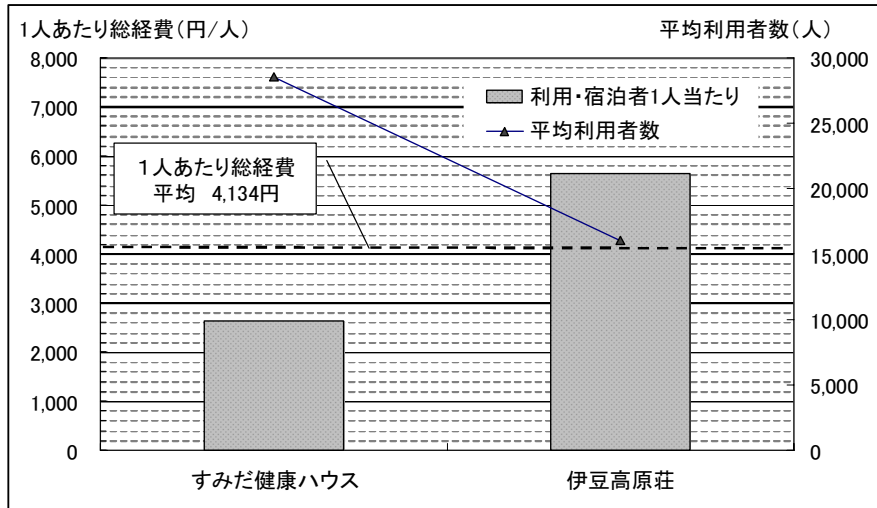 1人あたり総経費(円/人)
平均利用者数(人)
8,000
7,000
6,000
5,000
4,000
3,000
2,000
1,000
0
30,000
25,000
20,000
15,000
10,000
5,000
0
利用・宿泊者1人当たり
平均利用者数
1人あたり総経費
平均 4,134円
すみだ健康ハウス
伊豆高原荘